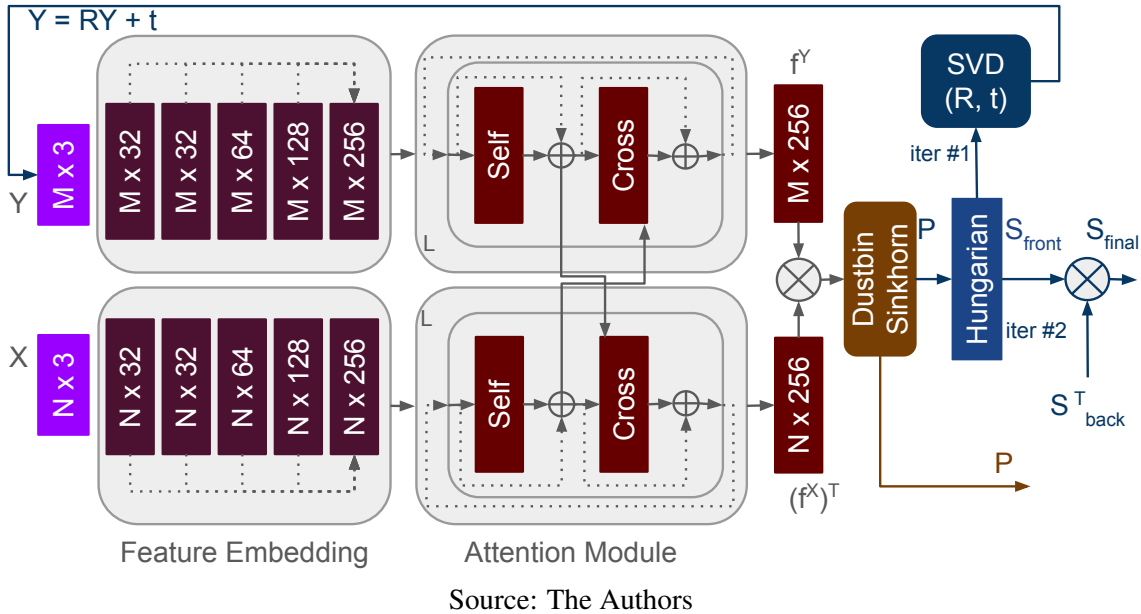 Y = RY + t
Y
M x 3
M x 32
M x 32
M x 64
M x 128
M x 256
Self
Cross
L
f^Y
M x 256
SVD
(R, t)
iter #1
Dustbin
Sinkhorn
P
Hungarian
S_front
iter #2
S_final
S^T_back
P
X
N x 3
N x 32
N x 32
N x 64
N x 128
N x 256
L
Self
Cross
N x 256
(f^X)^T
Feature Embedding
Attention Module
Source: The Authors